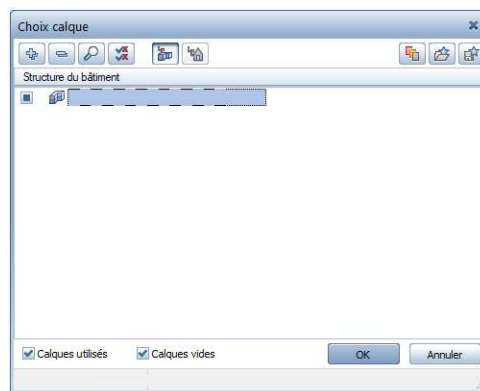 Choix calque
Structure du bâtiment
Calques utilisés
Calques vides
OK
Annuler